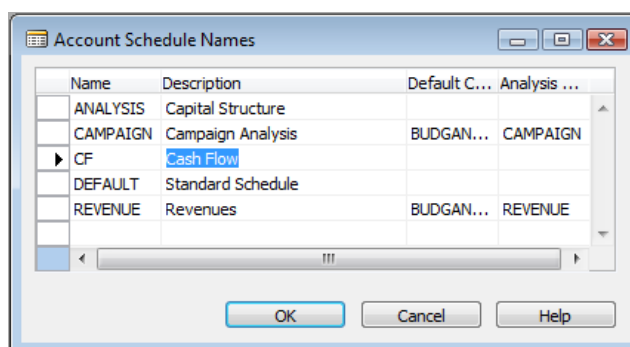 Account Schedule Names
Name Description Default C... Analysis ...
ANALYSIS Capital Structure
CAMPAIGN Campaign Analysis BUDGAN... CAMPAIGN
CF Cash Flow
DEFAULT Standard Schedule
REVENUE Revenues BUDGAN... REVENUE
OK Cancel Help